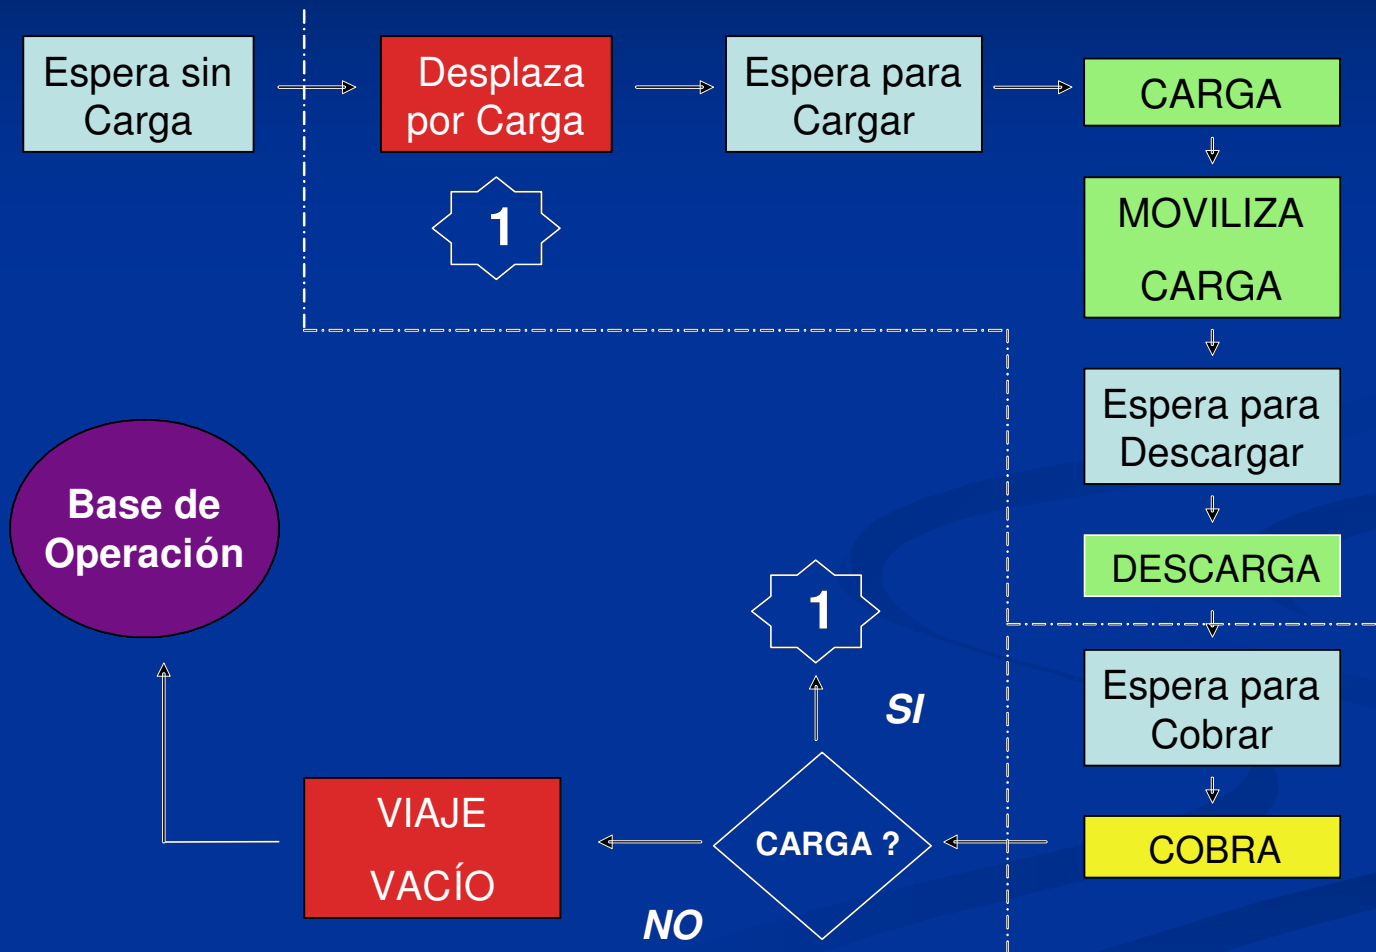 Espera sin
Carga
Desplaza
por Carga
Espera para
Cargar
CARGA
1
MOVILIZA
CARGA
Espera para
Descargar
Base de
Operación
DESCARGA
1
Espera para
Cobrar
SI
VIAJE
VACÍO
CARGA ?
COBRA
NO